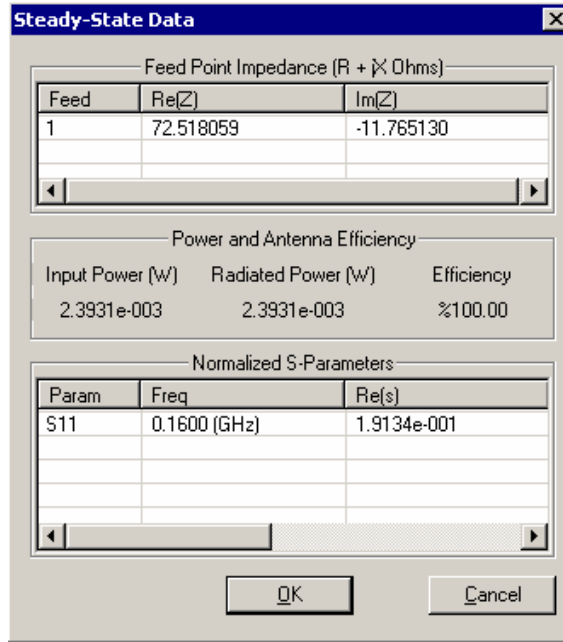 Steady-State Data
Feed Point Impedance (R + jX Ohms)
Feed Re(Z) Im(Z)
1 72.518059 -11.765130
Power and Antenna Efficiency
Input Power (W) Radiated Power (W) Efficiency
2.3931e-003 2.3931e-003 %100.00
Normalized S-Parameters
Param Freq Re(s)
S11 0.1600 (GHz) 1.9134e-001
OK Cancel